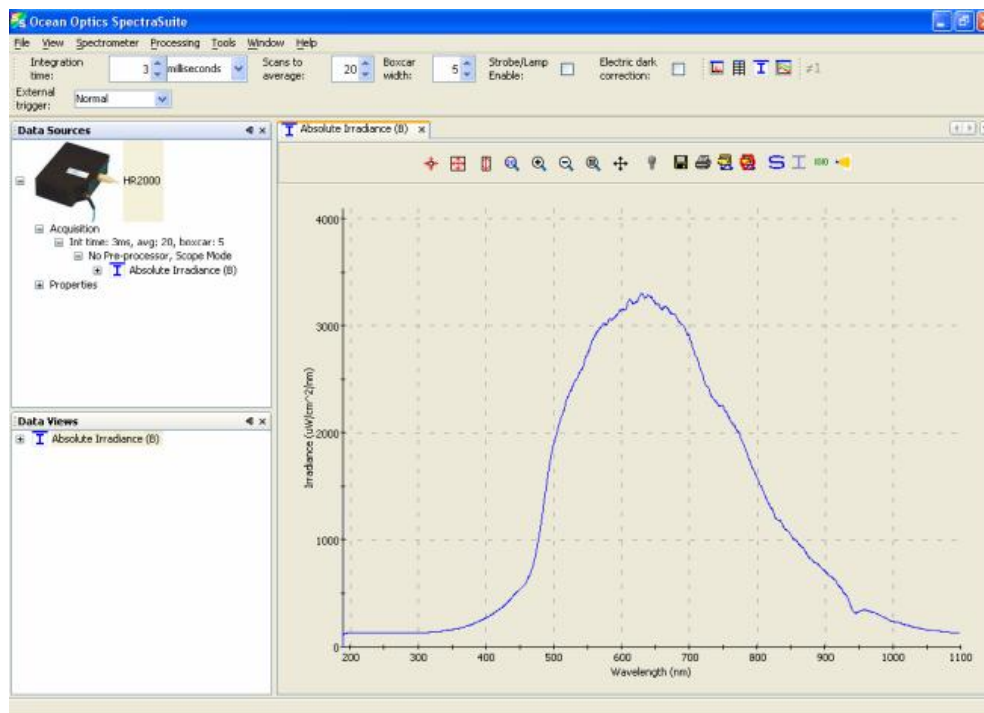 Ocean Optics SpectraSuite
File View Spectrometer Processing Tools Window Help
Integration time: 3 milliseconds Scans to average: 20 Boxcar width: 5 Strobe/Lamp Enable: Electric dark correction: ≠1
External trigger: Normal
Data Sources
HR2000
Acquisition
Int time: 3ms, avg: 20, boxcar: 5
No Pre-processor, Scope Mode
Absolute Irradiance (B)
Properties
Data Views
Absolute Irradiance (B)
Absolute Irradiance (B)
4000
3000
2000
1000
0
Irradiance (uW/cm^2/nm)
200 300 400 500 600 700 800 900 1000 1100
Wavelength (nm)